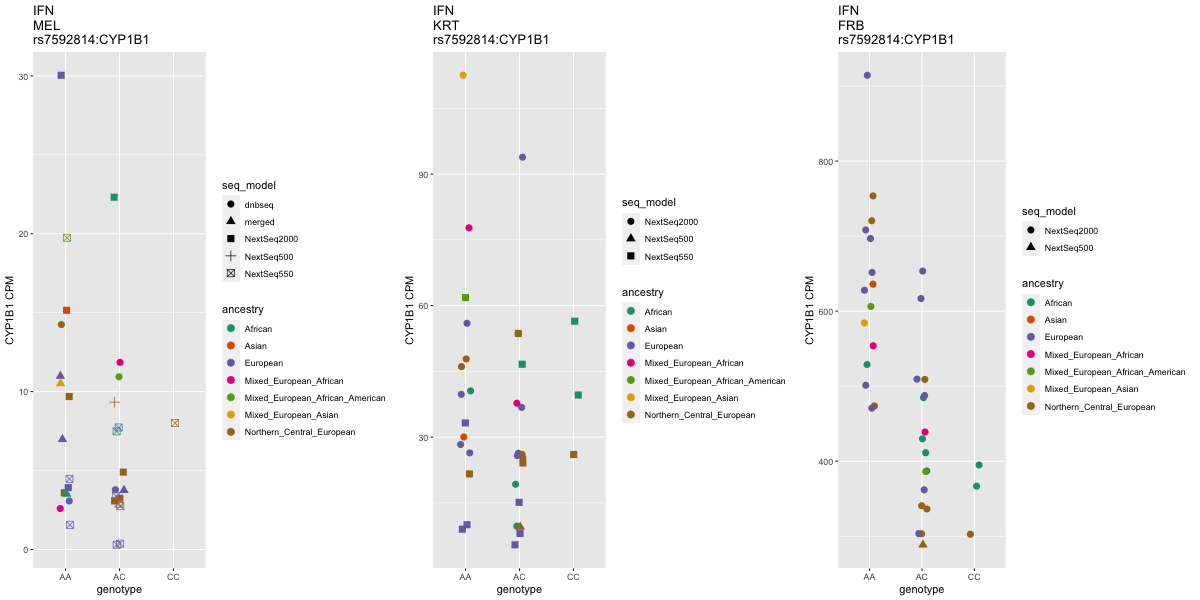 IFN
MEL
rs7592814:CYP1B1
30
20
10
0
CYP1B1 CPM
AA
AC
CC
genotype
seq_model
dnbseq
merged
NextSeq2000
NextSeq500
NextSeq550
ancestry
African
Asian
European
Mixed_European_African
Mixed_European_African_American
Mixed_European_Asian
Northern_Central_European
IFN
KRT
rs7592814:CYP1B1
90
60
30
CYP1B1 CPM
AA
AC
CC
genotype
seq_model
NextSeq2000
NextSeq500
NextSeq550
ancestry
African
Asian
European
Mixed_European_African
Mixed_European_African_American
Mixed_European_Asian
Northern_Central_European
IFN
FRB
rs7592814:CYP1B1
800
600
400
CYP1B1 CPM
AA
AC
CC
genotype
seq_model
NextSeq2000
NextSeq500
ancestry
African
Asian
European
Mixed_European_African
Mixed_European_African_American
Mixed_European_Asian
Northern_Central_European